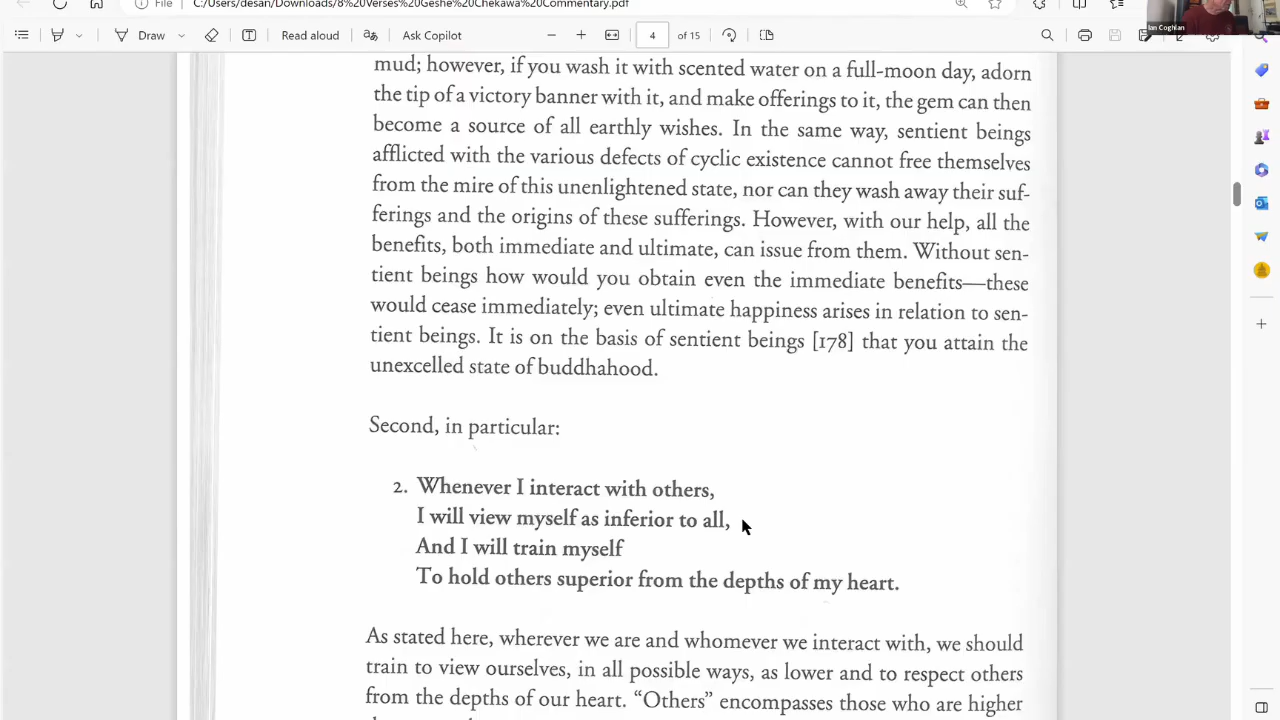 File
C:/Users/desan/Downloads/8%20Verses%20Geshe%20Chekawa%20Commentary.pdf
Ian Coghlan
Draw
Read aloud
Ask Copilot
4 of 15
mud; however, if you wash it with scented water on a full-moon day, adorn
the tip of a victory banner with it, and make offerings to it, the gem can then
become a source of all earthly wishes. In the same way, sentient beings
afflicted with the various defects of cyclic existence cannot free themselves
from the mire of this unenlightened state, nor can they wash away their suf-
ferings and the origins of these sufferings. However, with our help, all the
benefits, both immediate and ultimate, can issue from them. Without sen-
tient beings how would you obtain even the immediate benefits—these
would cease immediately; even ultimate happiness arises in relation to sen-
tient beings. It is on the basis of sentient beings [178] that you attain the
unexcelled state of buddhahood.
Second, in particular:
2. Whenever I interact with others,
I will view myself as inferior to all,
And I will train myself
To hold others superior from the depths of my heart.
As stated here, wherever we are and whomever we interact with, we should
train to view ourselves, in all possible ways, as lower and to respect others
from the depths of our heart. “Others” encompasses those who are higher